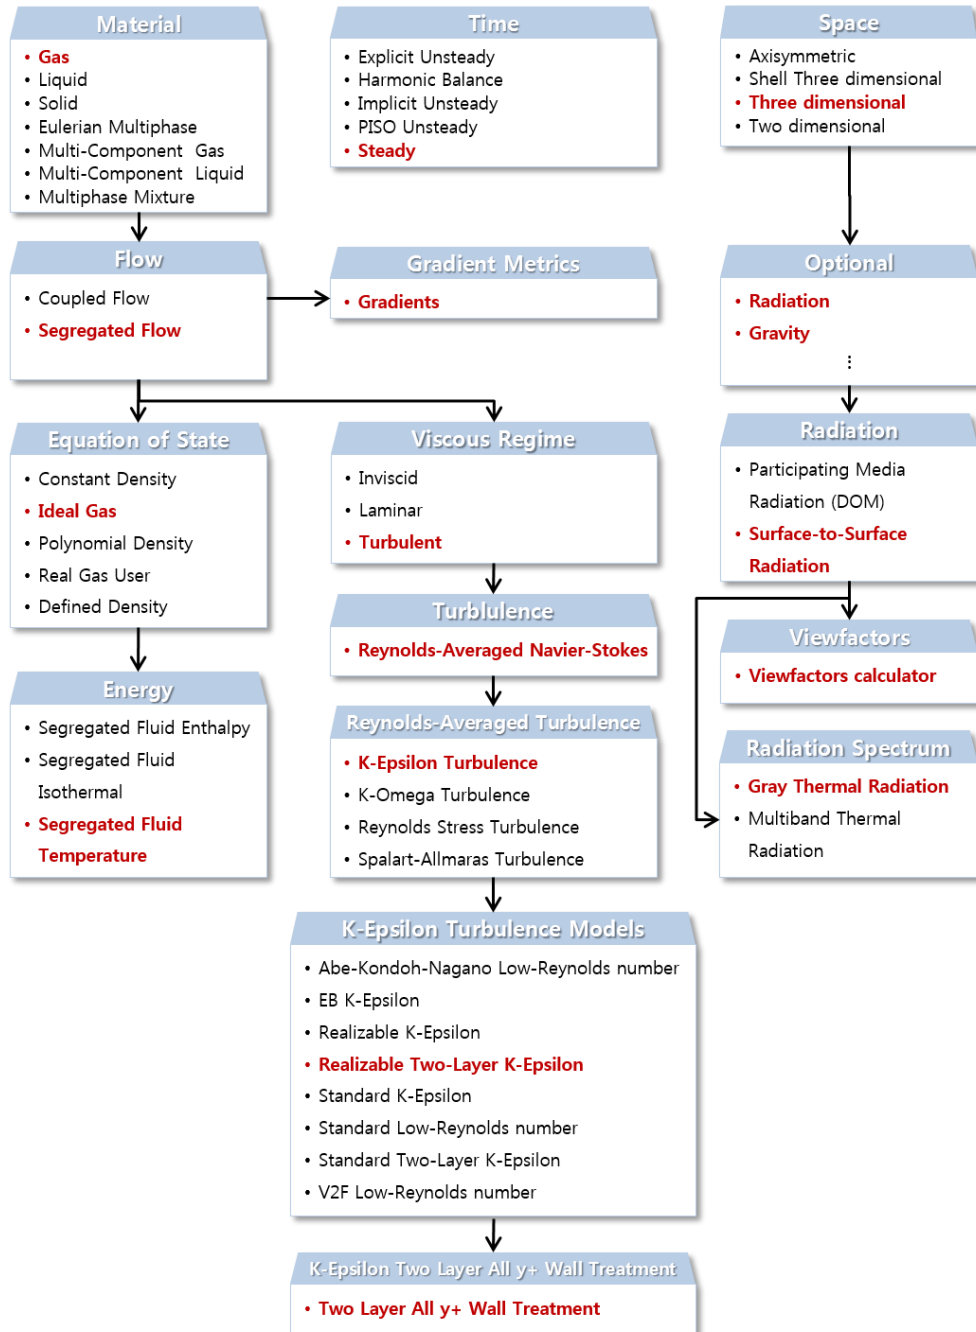 Material
• Gas
• Liquid
• Solid
• Eulerian Multiphase
• Multi-Component Gas
• Multi-Component Liquid
• Multiphase Mixture
Time
• Explicit Unsteady
• Harmonic Balance
• Implicit Unsteady
• PISO Unsteady
• Steady
Space
• Axisymmetric
• Shell Three dimensional
• Three dimensional
• Two dimensional
Flow
• Coupled Flow
• Segregated Flow
Gradient Metrics
• Gradients
Optional
• Radiation
• Gravity
⋮
Equation of State
• Constant Density
• Ideal Gas
• Polynomial Density
• Real Gas User
• Defined Density
Viscous Regime
• Inviscid
• Laminar
• Turbulent
Radiation
• Participating Media
Radiation (DOM)
• Surface-to-Surface
Radiation
Turblulence
• Reynolds-Averaged Navier-Stokes
Viewfactors
• Viewfactors calculator
Energy
• Segregated Fluid Enthalpy
• Segregated Fluid
Isothermal
• Segregated Fluid
Temperature
Reynolds-Averaged Turbulence
• K-Epsilon Turbulence
• K-Omega Turbulence
• Reynolds Stress Turbulence
• Spalart-Allmaras Turbulence
Radiation Spectrum
• Gray Thermal Radiation
• Multiband Thermal
Radiation
K-Epsilon Turbulence Models
• Abe-Kondoh-Nagano Low-Reynolds number
• EB K-Epsilon
• Realizable K-Epsilon
• Realizable Two-Layer K-Epsilon
• Standard K-Epsilon
• Standard Low-Reynolds number
• Standard Two-Layer K-Epsilon
• V2F Low-Reynolds number
K-Epsilon Two Layer All y+ Wall Treatment
• Two Layer All y+ Wall Treatment